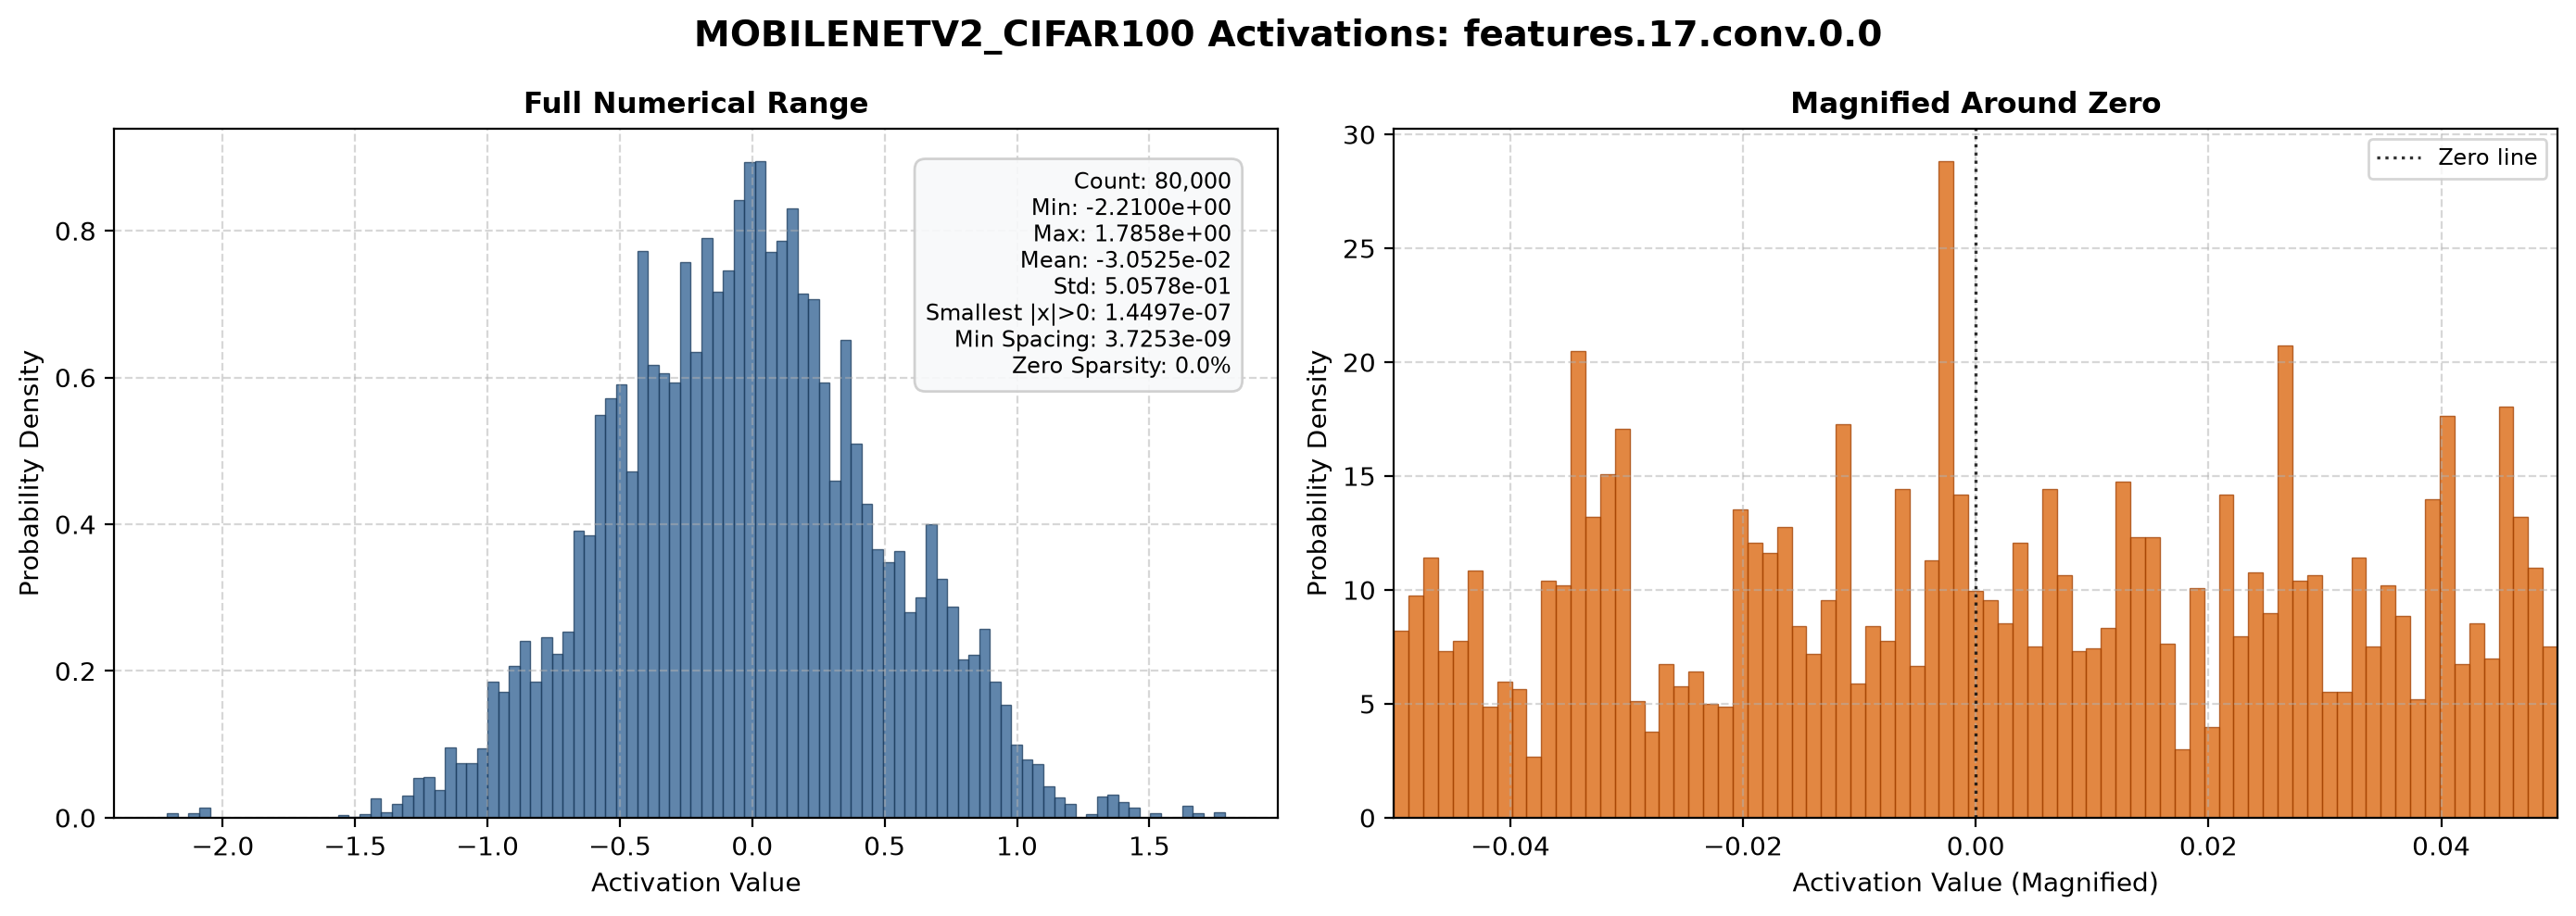 MOBILENETV2_CIFAR100 Activations: features.17.conv.0.0
Full Numerical Range
Probability Density
0.8
0.6
0.4
0.2
0.0
Count: 80,000
Min: -2.2100e+00
Max: 1.7858e+00
Mean: -3.0525e-02
Std: 5.0578e-01
Smallest |x|>0: 1.4497e-07
Min Spacing: 3.7253e-09
Zero Sparsity: 0.0%
−2.0 −1.5 −1.0 −0.5 0.0 0.5 1.0 1.5
Activation Value
Magnified Around Zero
Probability Density
30
25
20
15
10
5
0
Zero line
−0.04 −0.02 0.00 0.02 0.04
Activation Value (Magnified)